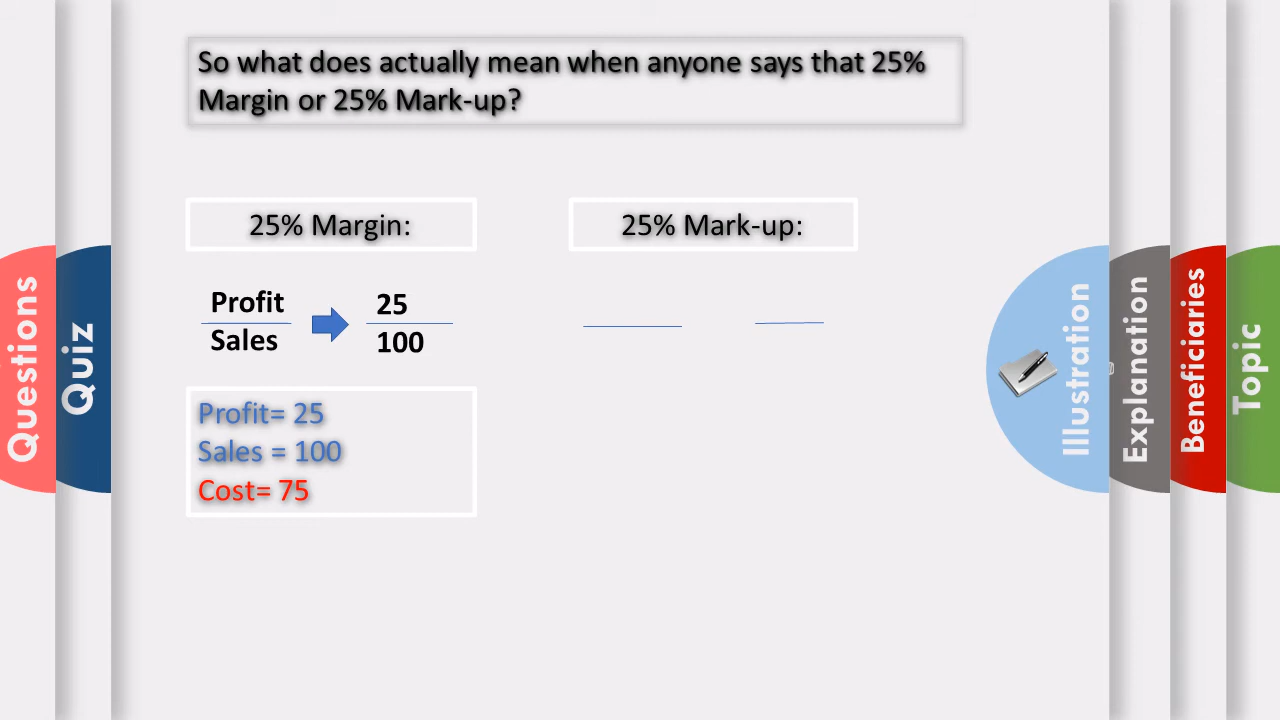 So what does actually mean when anyone says that 25%
Margin or 25% Mark-up?
25% Margin:
25% Mark-up:
Profit
Sales
25
100
Profit= 25
Sales = 100
Cost= 75
Questions
Quiz
Illustration
Explanation
Beneficiaries
Topic